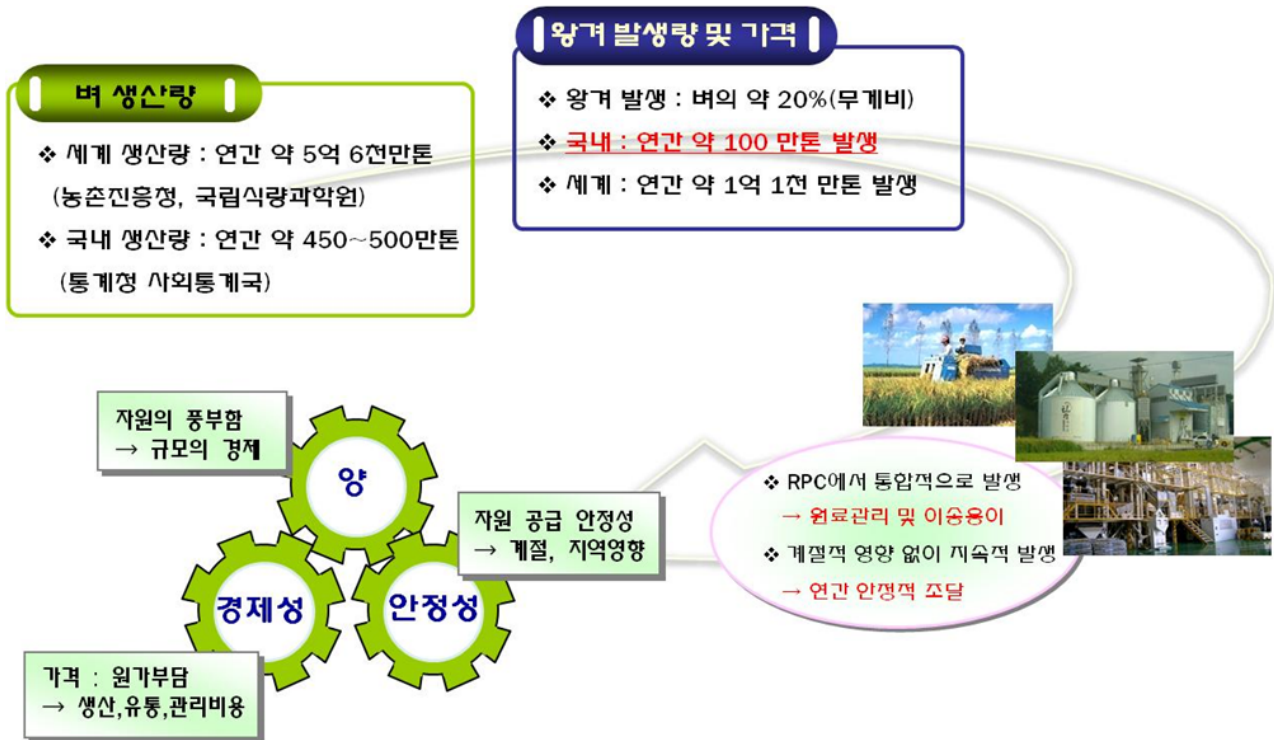 벼 생산량
❖ 세계 생산량 : 연간 약 5억 6천만톤
(농촌진흥청, 국립식량과학원)
❖ 국내 생산량 : 연간 약 450~500만톤
(통계청 사회통계국)
왕겨 발생량 및 가격
❖ 왕겨 발생 : 벼의 약 20%(무게비)
❖ 국내 : 연간 약 100 만톤 발생
❖ 세계 : 연간 약 1억 1천 만톤 발생
자원의 풍부함
→ 규모의 경제
양
자원 공급 안정성
→ 계절, 지역영향
경제성
안정성
가격 : 원가부담
→ 생산,유통,관리비용
❖ RPC에서 통합적으로 발생
→ 원료관리 및 이송용이
❖ 계절적 영향 없이 지속적 발생
→ 연간 안정적 조달